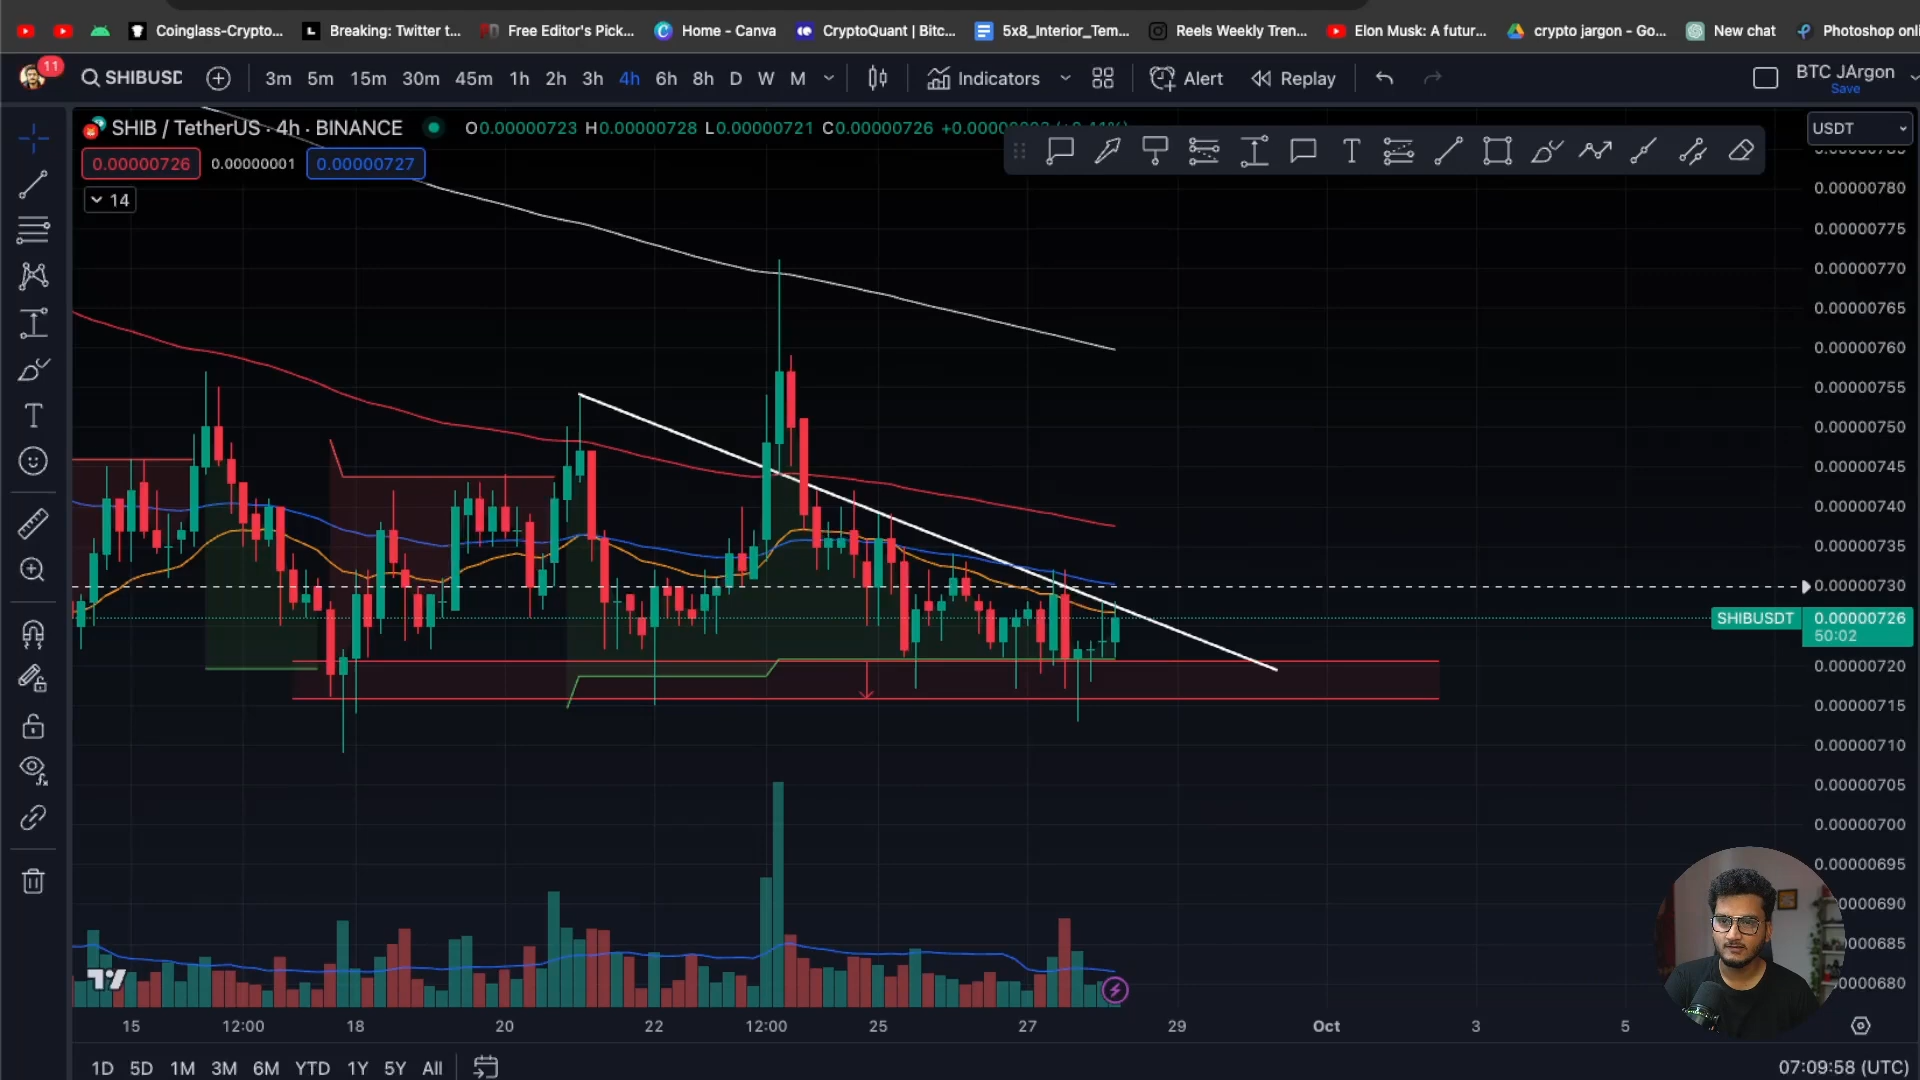 Coinglass-Crypto... Breaking: Twitter t... Free Editor's Pick... Home - Canva CryptoQuant | Bitc... 5x8_Interior_Tem... Reels Weekly Tren... Elon Musk: A futur... crypto jargon - Go... New chat Photoshop onli
11 SHIBUSD 3m 5m 15m 30m 45m 1h 2h 3h 4h 6h 8h D W M Indicators Alert Replay BTC JArgon
Save
SHIB / TetherUS · 4h · BINANCE O0.00000723 H0.00000728 L0.00000721 C0.00000726 USDT
0.00000726 0.00000001 0.00000727
14
0.00000780
0.00000775
0.00000770
0.00000765
0.00000760
0.00000755
0.00000750
0.00000745
0.00000740
0.00000735
0.00000730
SHIBUSDT 0.00000726
50:02
0.00000720
0.00000715
0.00000710
0.00000705
0.00000700
0.00000695
0000690
000685
0000680
15 12:00 18 20 22 12:00 25 27 29 Oct 3 5
1D 5D 1M 3M 6M YTD 1Y 5Y All 07:09:58 (UTC)